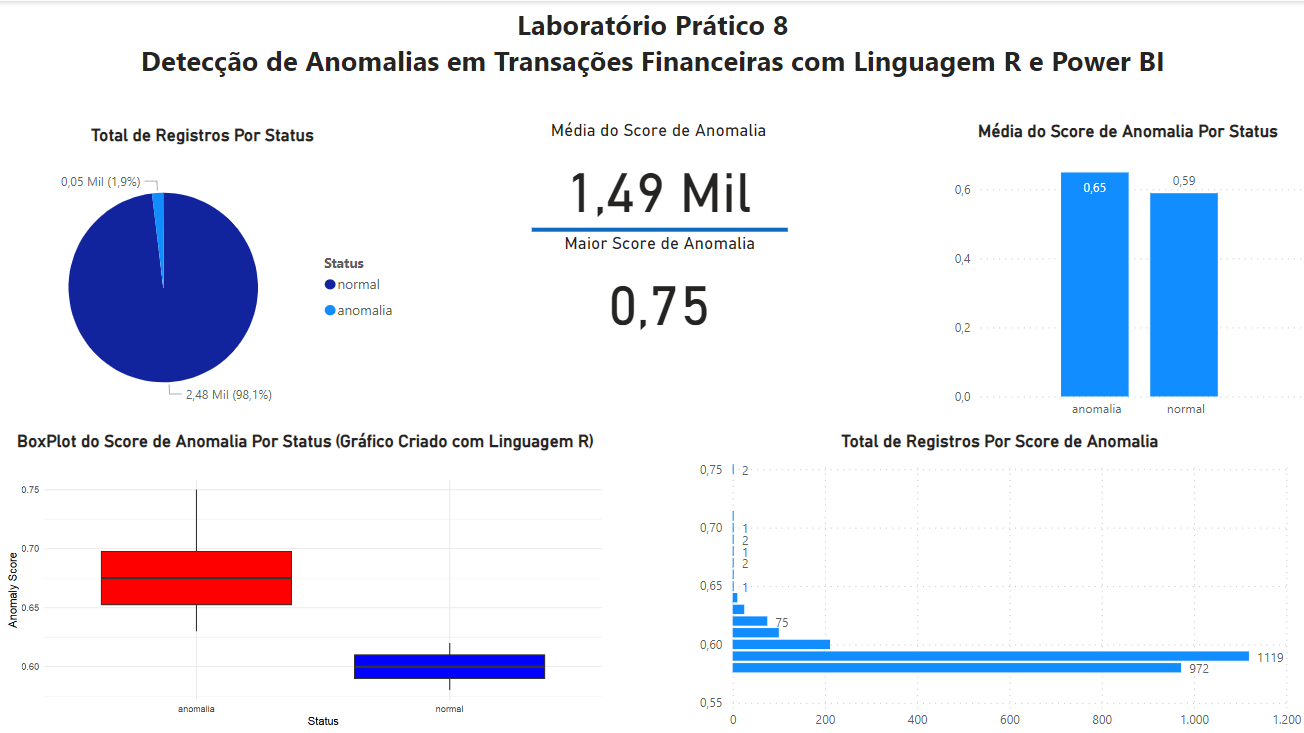 Laboratório Prático 8
Detecção de Anomalias em Transações Financeiras com Linguagem R e Power BI
Total de Registros Por Status
0,05 Mil (1,9%)
2,48 Mil (98,1%)
Status
normal
anomalia
Média do Score de Anomalia
1,49 Mil
Maior Score de Anomalia
0,75
Média do Score de Anomalia Por Status
0,6
0,4
0,2
0,0
0,65
0,59
anomalia
normal
BoxPlot do Score de Anomalia Por Status (Gráfico Criado com Linguagem R)
Anomaly Score
0.75
0.70
0.65
0.60
anomalia
normal
Status
Total de Registros Por Score de Anomalia
0,75
2
0,70
1
2
1
2
0,65
1
75
0,60
1119
972
0,55
0
200
400
600
800
1.000
1.200